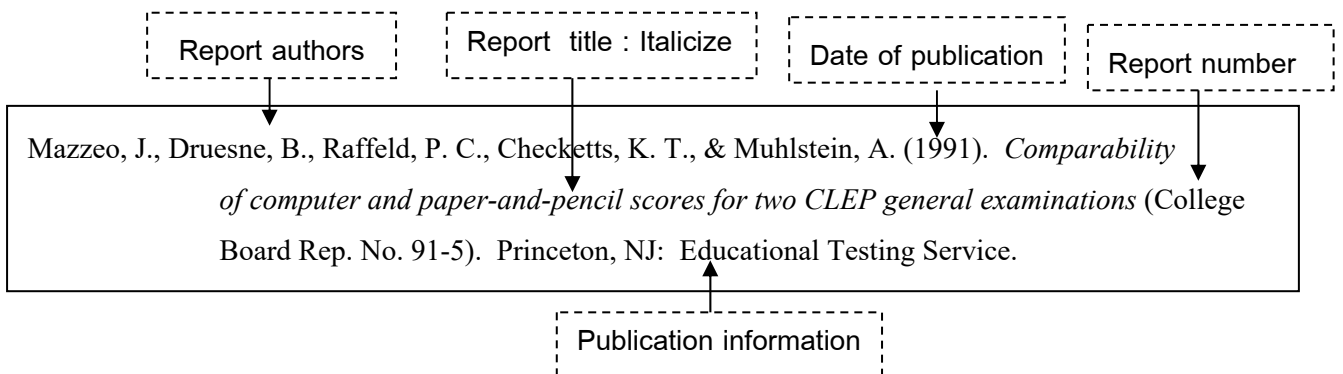 Report authors
Report title : Italicize
Date of publication
Report number
Mazzeo, J., Druesne, B., Raffeld, P. C., Checketts, K. T., & Muhlstein, A. (1991). Comparability
of computer and paper-and-pencil scores for two CLEP general examinations (College
Board Rep. No. 91-5). Princeton, NJ: Educational Testing Service.
Publication information